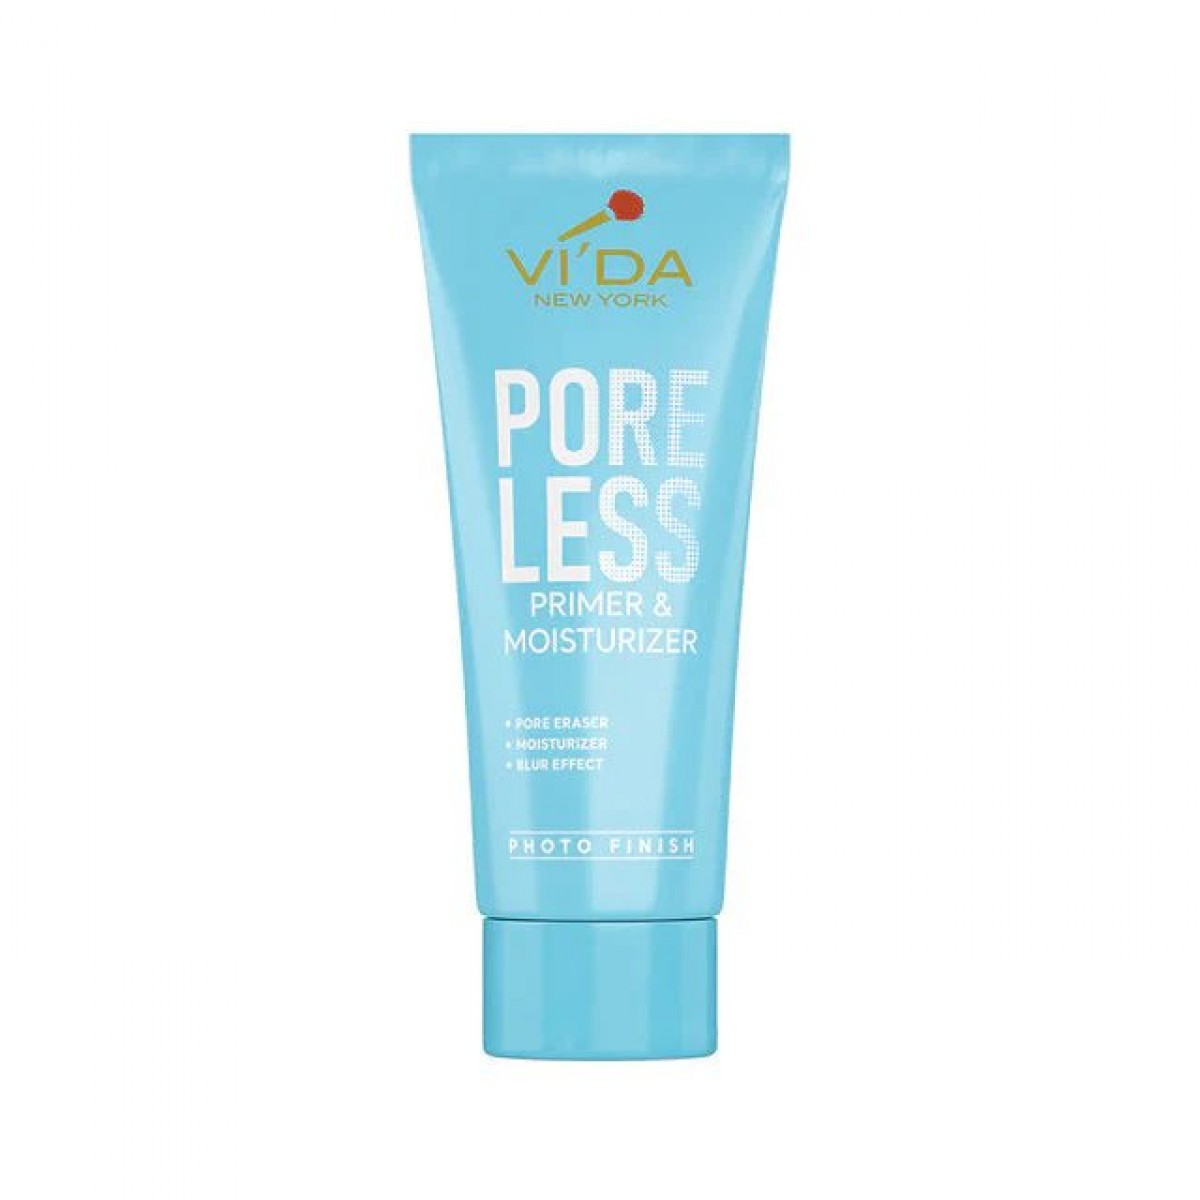 VI'DA
NEW YORK
PORE
LESS
PRIMER &
MOISTURIZER
• PORE ERASER
• MOISTURIZER
• BLUR EFFECT
PHOTO FINISH